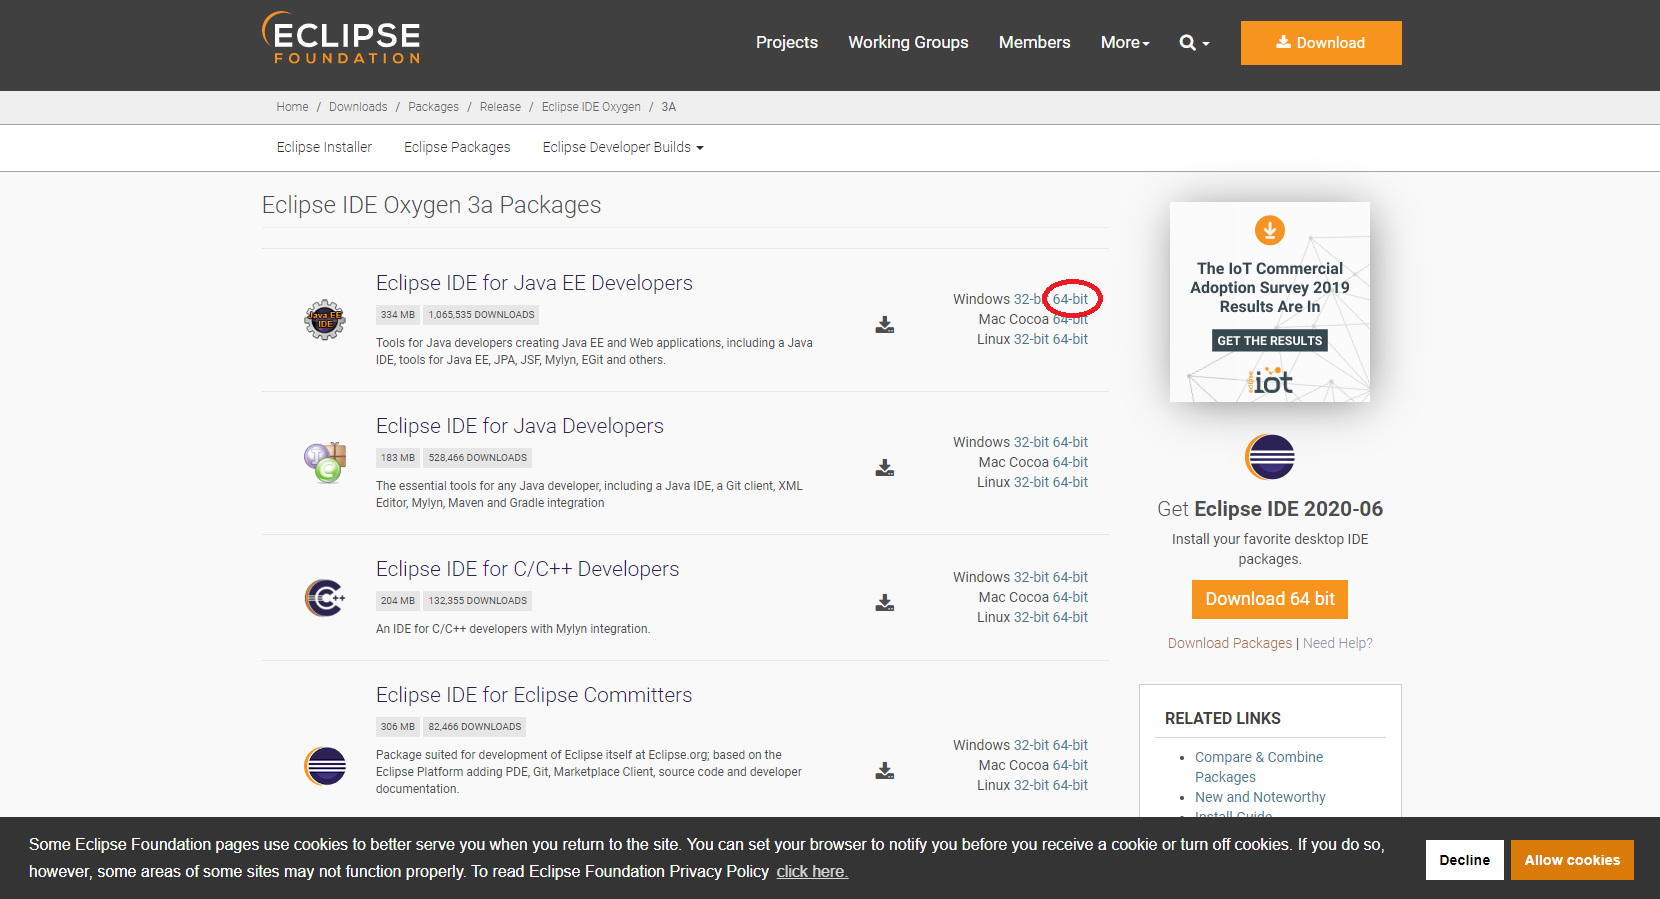 ECLIPSE
FOUNDATION
Projects Working Groups Members More Download
Home / Downloads / Packages / Release / Eclipse IDE Oxygen / 3A
Eclipse Installer Eclipse Packages Eclipse Developer Builds
Eclipse IDE Oxygen 3a Packages
Eclipse IDE for Java EE Developers
334 MB 1,065,535 DOWNLOADS
Java EE
IDE
Tools for Java developers creating Java EE and Web applications, including a Java
IDE, tools for Java EE, JPA, JSF, Mylyn, EGit and others.
Windows 32-bit 64-bit
Mac Cocoa 64-bit
Linux 32-bit 64-bit
Eclipse IDE for Java Developers
183 MB 528,466 DOWNLOADS
J
C
The essential tools for any Java developer, including a Java IDE, a Git client, XML
Editor, Mylyn, Maven and Gradle integration
Windows 32-bit 64-bit
Mac Cocoa 64-bit
Linux 32-bit 64-bit
Eclipse IDE for C/C++ Developers
204 MB 132,355 DOWNLOADS
C++
An IDE for C/C++ developers with Mylyn integration.
Windows 32-bit 64-bit
Mac Cocoa 64-bit
Linux 32-bit 64-bit
Eclipse IDE for Eclipse Committers
306 MB 82,466 DOWNLOADS
Package suited for development of Eclipse itself at Eclipse.org; based on the
Eclipse Platform adding PDE, Git, Marketplace Client, source code and developer
documentation.
Windows 32-bit 64-bit
Mac Cocoa 64-bit
Linux 32-bit 64-bit
The IoT Commercial
Adoption Survey 2019
Results Are In
GET THE RESULTS
eclipse iot
Get Eclipse IDE 2020-06
Install your favorite desktop IDE
packages.
Download 64 bit
Download Packages | Need Help?
RELATED LINKS
• Compare & Combine
Packages
• New and Noteworthy
• Install Guide
Some Eclipse Foundation pages use cookies to better serve you when you return to the site. You can set your browser to notify you before you receive a cookie or turn off cookies. If you do so,
however, some areas of some sites may not function properly. To read Eclipse Foundation Privacy Policy click here.
Decline Allow cookies